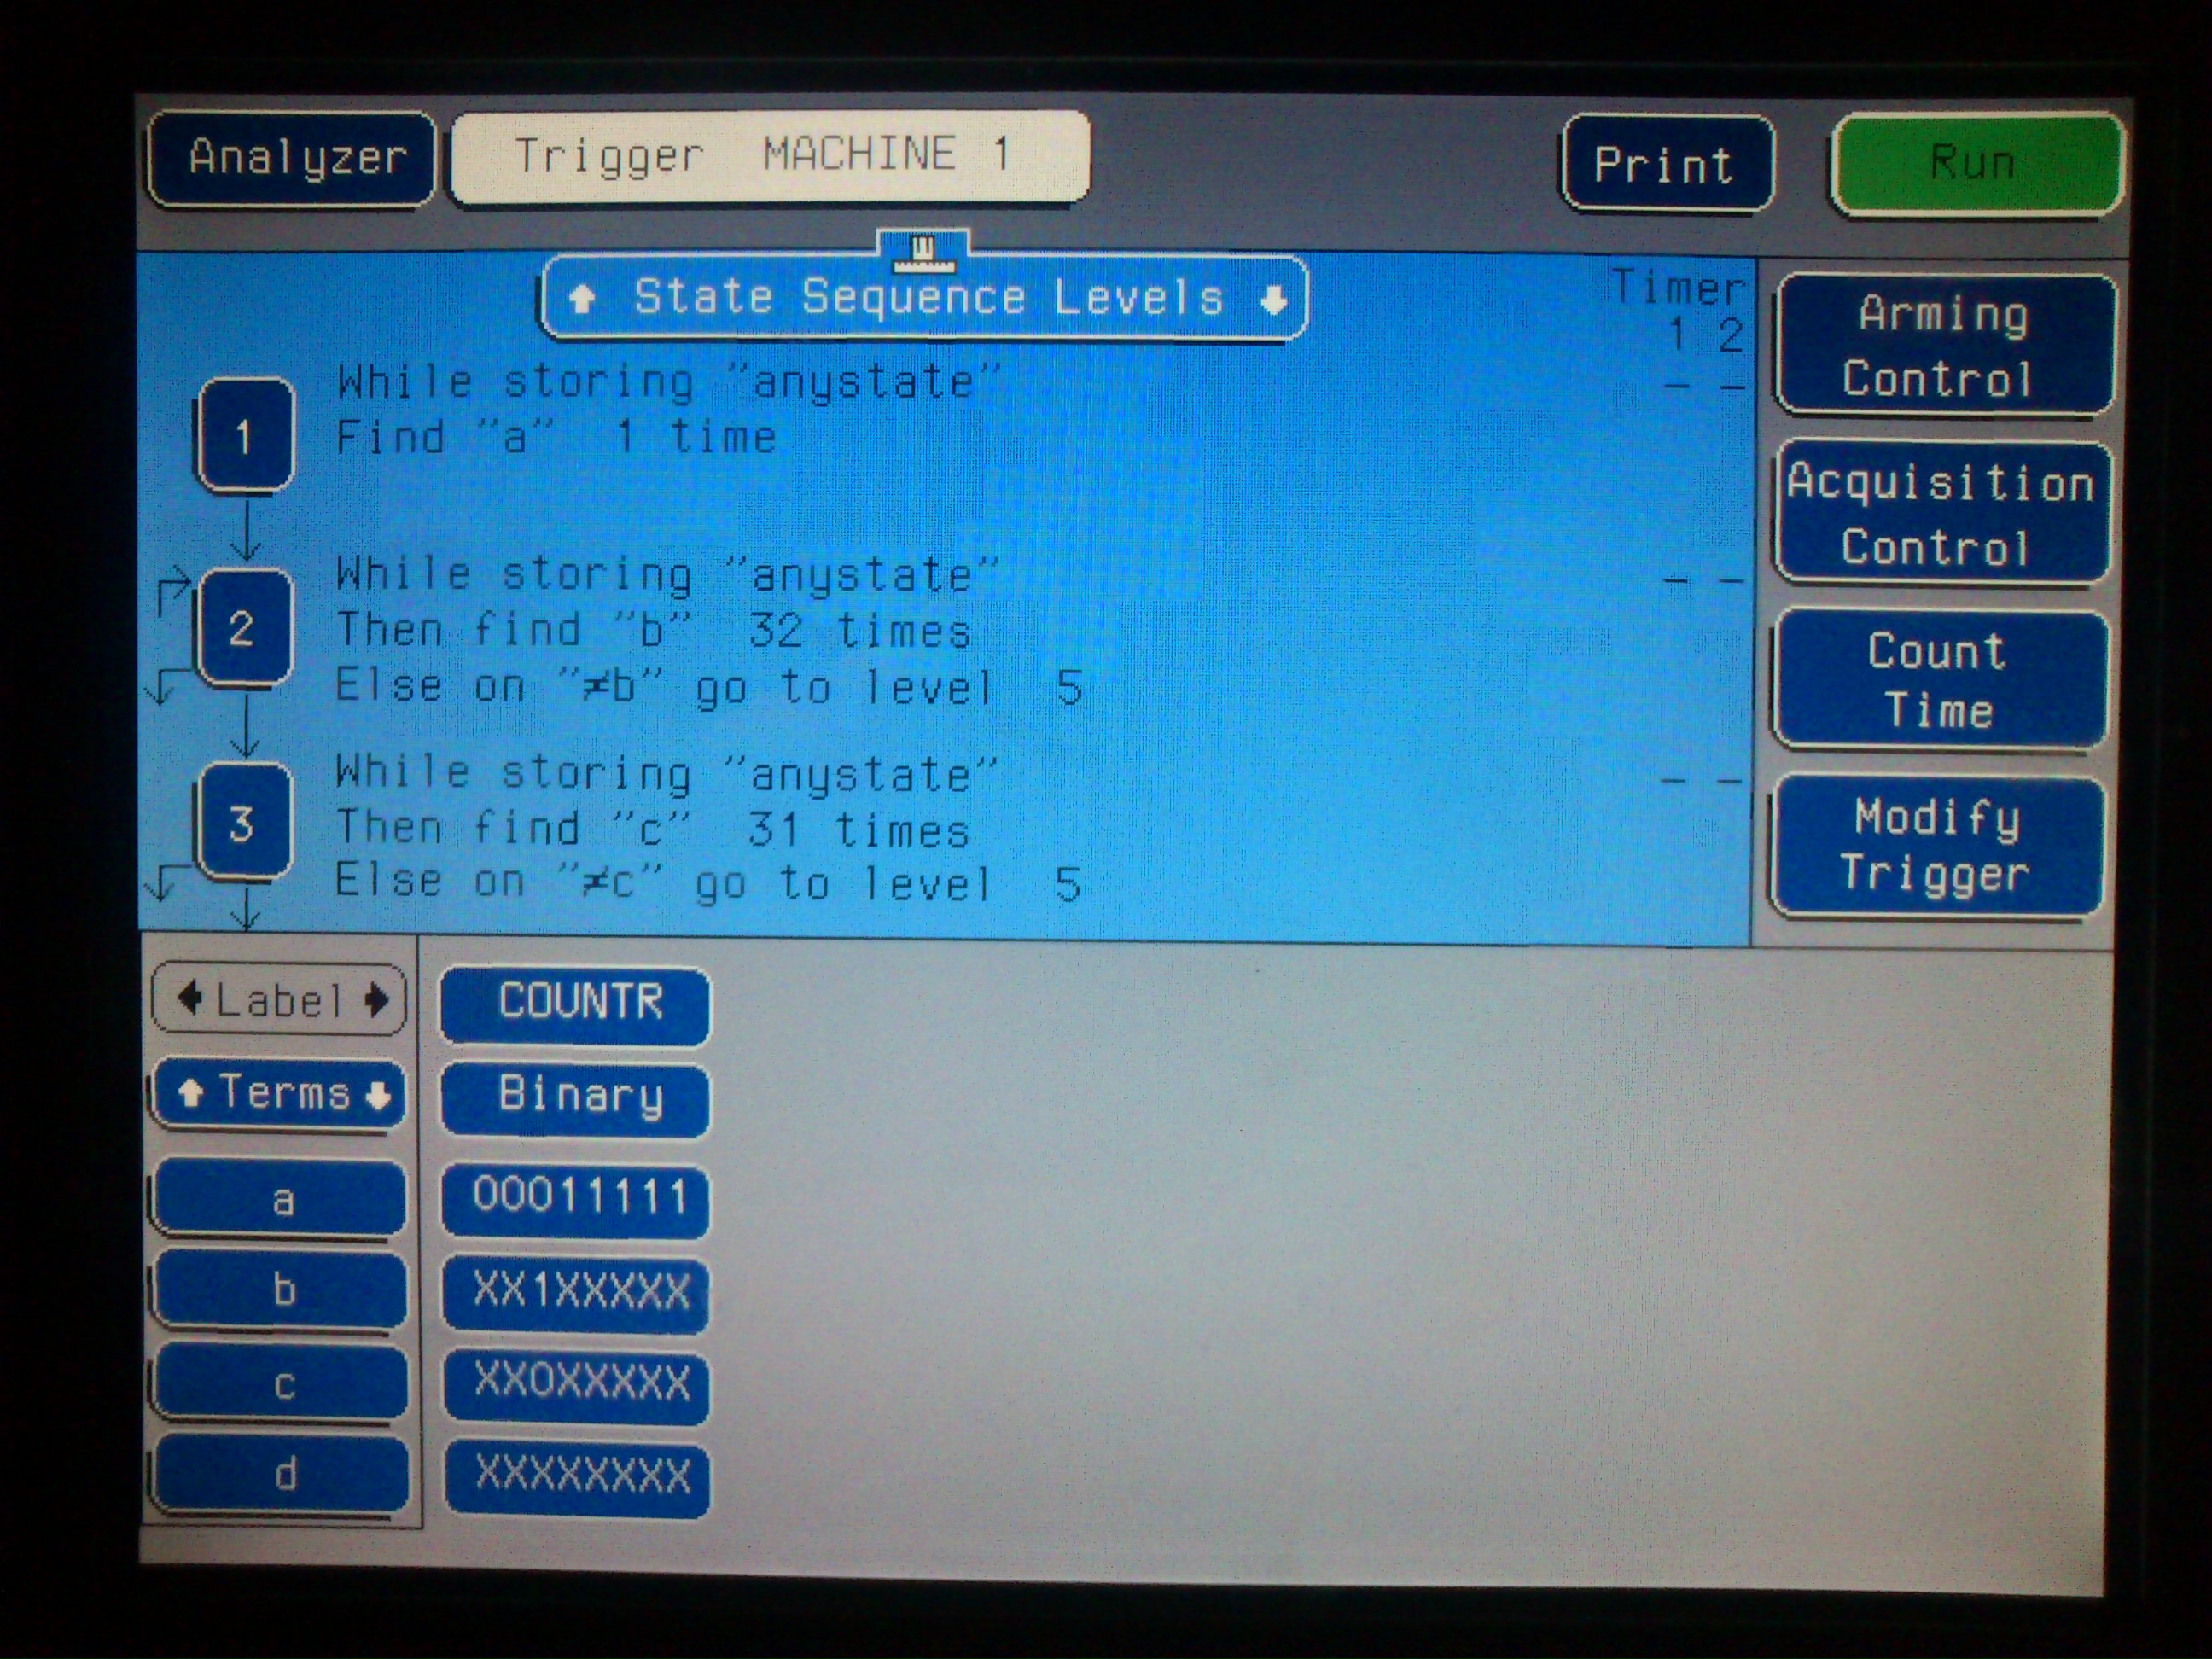 Analyzer
Trigger MACHINE 1
Print
Run
State Sequence Levels
Timer
1 2
1
While storing "anystate"
Find "a" 1 time
- -
2
While storing "anystate"
Then find "b" 32 times
Else on "≠b" go to level 5
- -
3
While storing "anystate"
Then find "c" 31 times
Else on "≠c" go to level 5
- -
Arming
Control
Acquisition
Control
Count
Time
Modify
Trigger
Label
COUNTR
Terms
Binary
a
00011111
b
XX1XXXXX
c
XX0XXXXX
d
XXXXXXXX